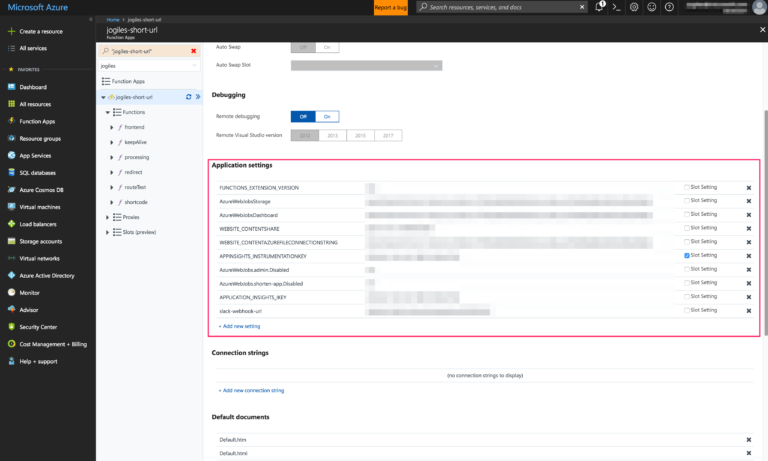 Microsoft Azure
Report a bug
Search resources, services, and docs
Create a resource
All services
FAVORITES
Dashboard
All resources
Function Apps
Resource groups
App Services
SQL databases
Azure Cosmos DB
Virtual machines
Load balancers
Storage accounts
Virtual networks
Azure Active Directory
Monitor
Advisor
Security Center
Cost Management + Billing
Help + support
Home > jogiles-short-url
jogiles-short-url
Function Apps
"jogiles-short-url"
jogiles
Function Apps
jogiles-short-url
Functions
frontend
keepAlive
processing
redirect
routeTest
shortcode
Proxies
Slots (preview)
Auto Swap Off On
Auto Swap Slot
Debugging
Remote debugging Off On
Remote Visual Studio version 2012 2013 2015 2017
Application settings
FUNCTIONS_EXTENSION_VERSION Slot Setting
AzureWebJobsStorage Slot Setting
AzureWebJobsDashboard Slot Setting
WEBSITE_CONTENTSHARE Slot Setting
WEBSITE_CONTENTAZUREFILECONNECTIONSTRING Slot Setting
APPINSIGHTS_INSTRUMENTATIONKEY Slot Setting
AzureWebJobs.admin.Disabled Slot Setting
AzureWebJobs.shorten-app.Disabled Slot Setting
APPLICATION_INSIGHTS_IKEY Slot Setting
slack-webhook-url Slot Setting
+ Add new setting
Connection strings
(no connection strings to display)
+ Add new connection string
Default documents
Default.htm
Default.html